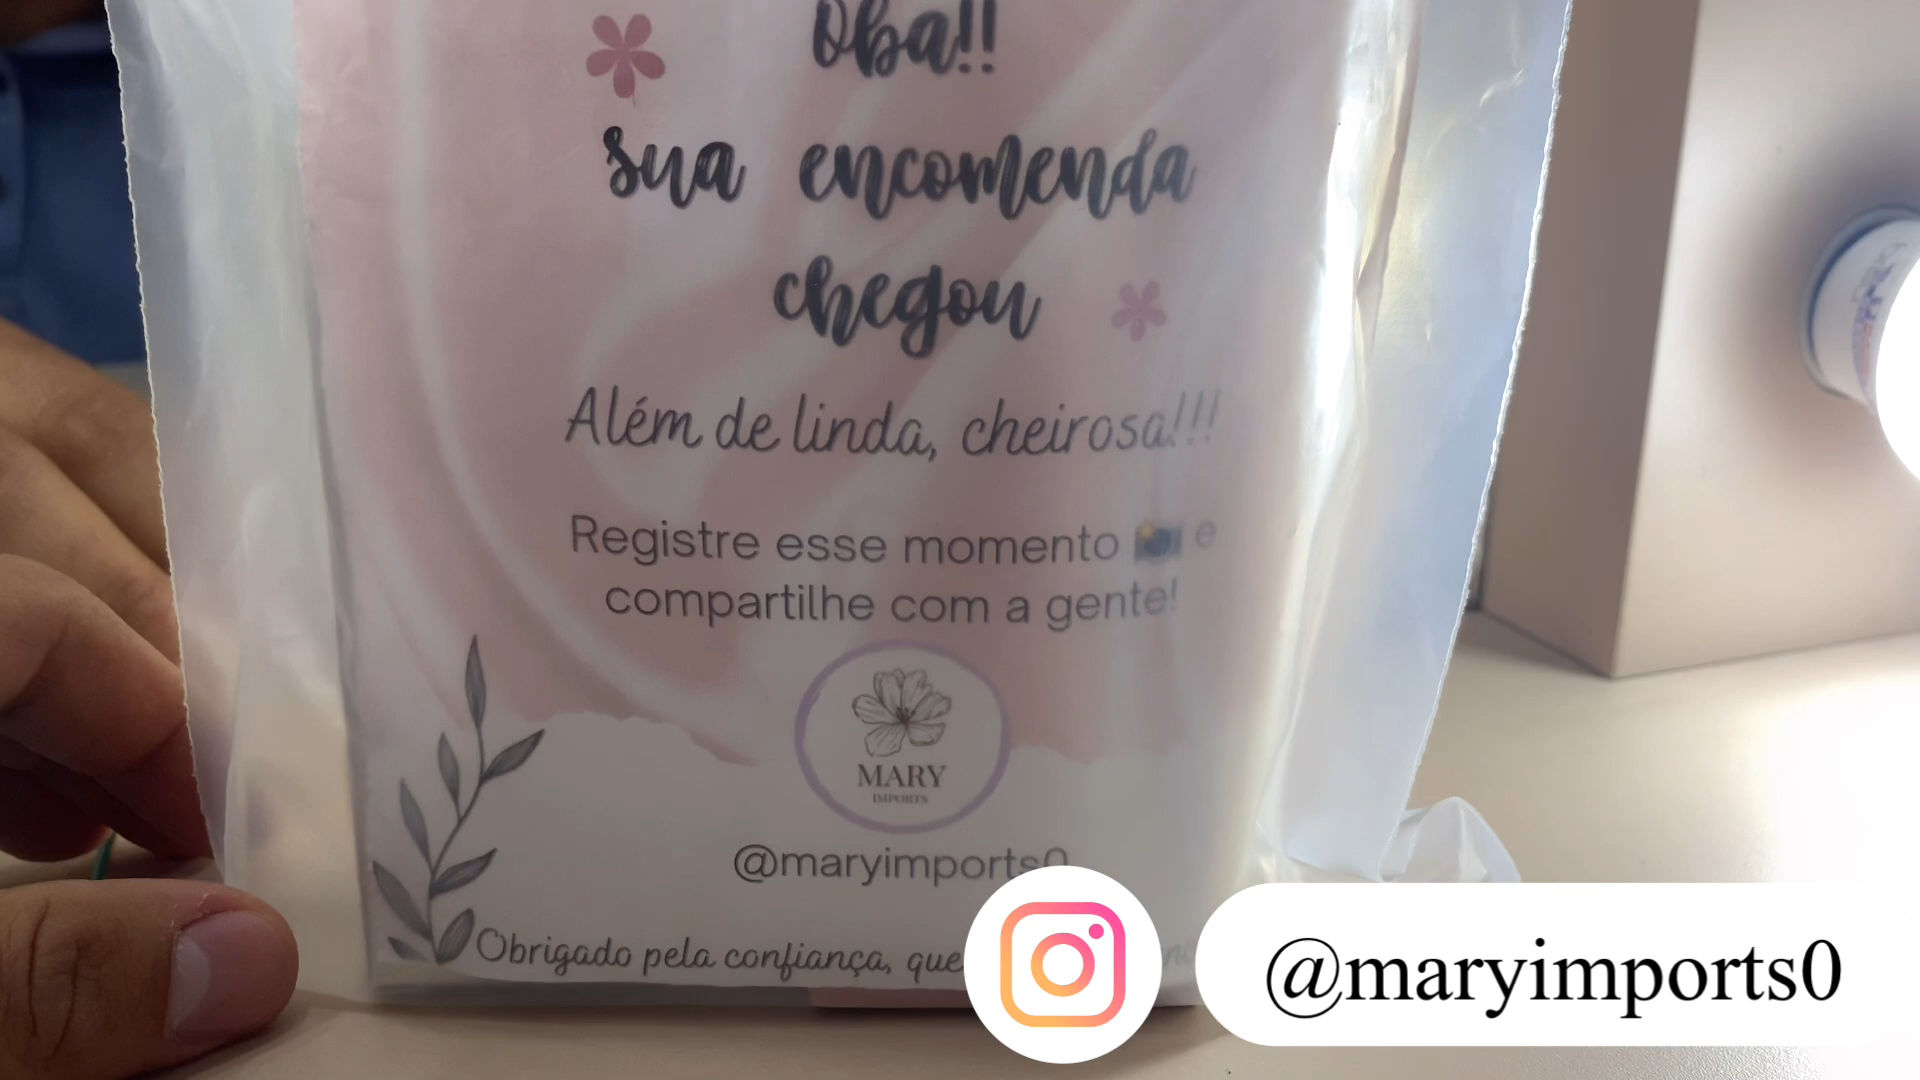 Oba!!
sua encomenda
chegou
Além de linda, cheirosa!!!
Registre esse momento 📸 e
compartilhe com a gente!
MARY
IMPORTS
@maryimports0
Obrigado pela confiança, que
@maryimports0